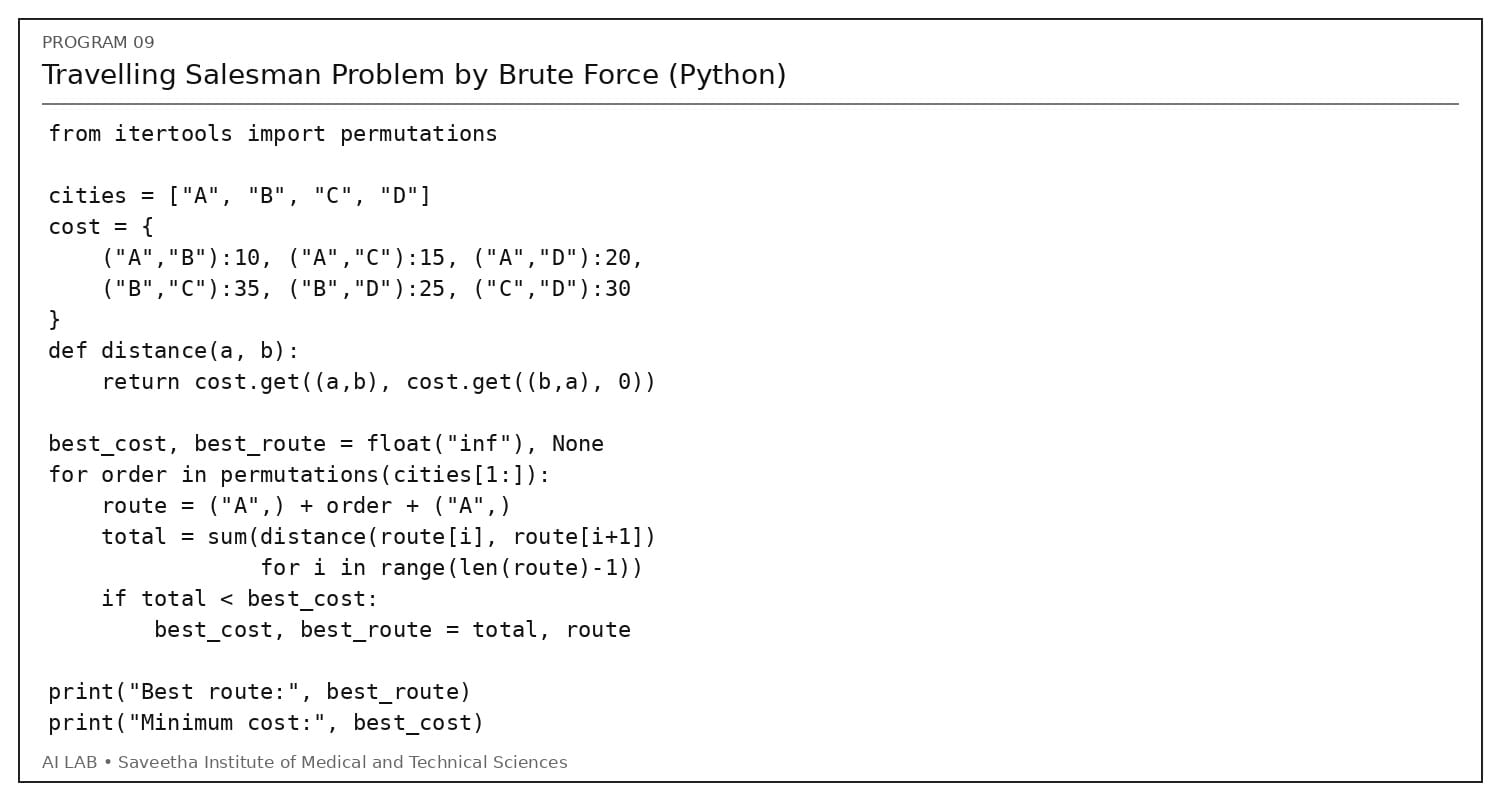 PROGRAM 09
Travelling Salesman Problem by Brute Force (Python)
from itertools import permutations

cities = ["A", "B", "C", "D"]
cost = {
    ("A","B"):10, ("A","C"):15, ("A","D"):20,
    ("B","C"):35, ("B","D"):25, ("C","D"):30
}
def distance(a, b):
    return cost.get((a,b), cost.get((b,a), 0))

best_cost, best_route = float("inf"), None
for order in permutations(cities[1:]):
    route = ("A",) + order + ("A",)
    total = sum(distance(route[i], route[i+1])
                for i in range(len(route)-1))
    if total < best_cost:
        best_cost, best_route = total, route

print("Best route:", best_route)
print("Minimum cost:", best_cost)
AI LAB • Saveetha Institute of Medical and Technical Sciences